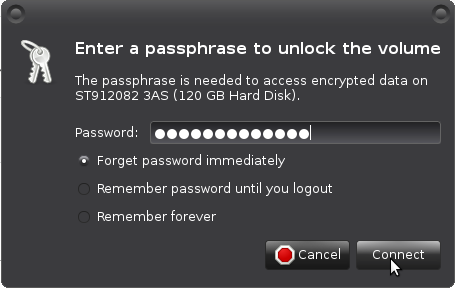 Enter a passphrase to unlock the volume
The passphrase is needed to access encrypted data on
ST912082 3AS (120 GB Hard Disk).
Password: ●●●●●●●●●●●●●
Forget password immediately
Remember password until you logout
Remember forever
Cancel Connect